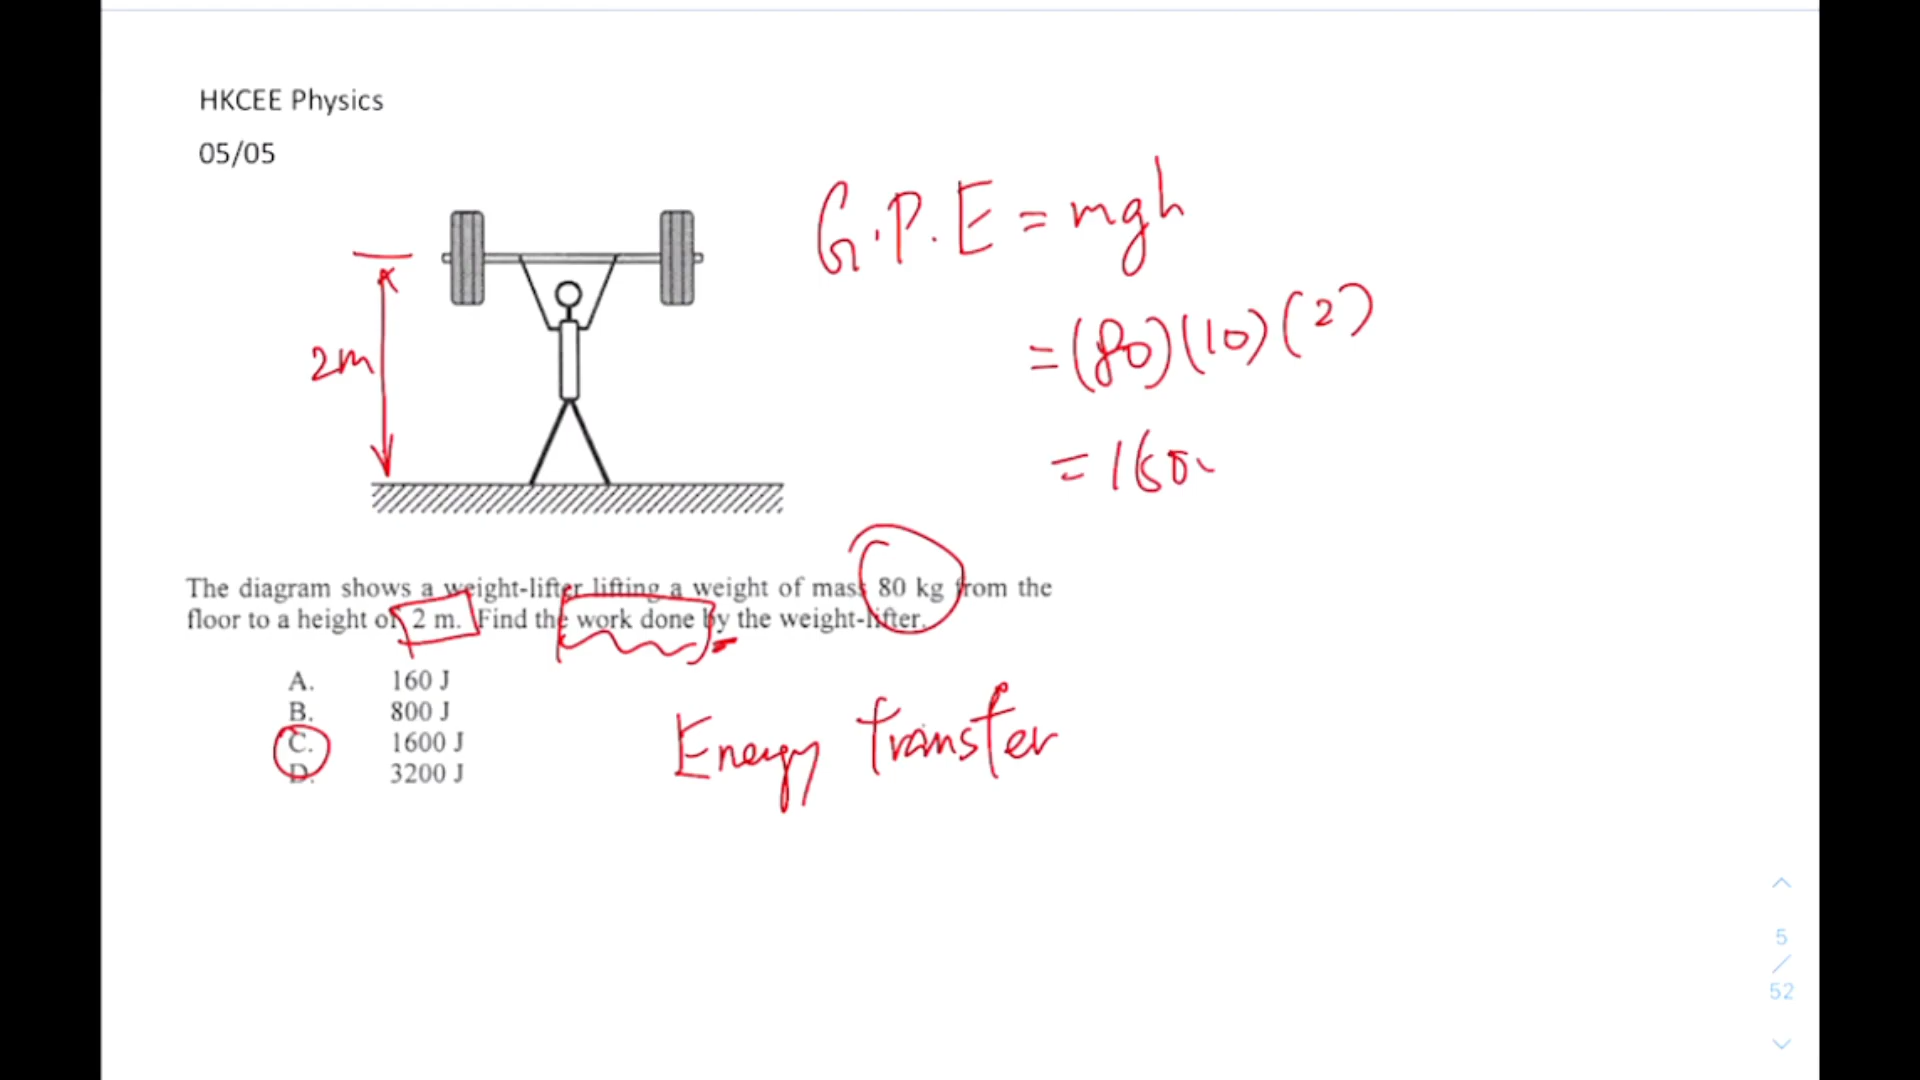 HKCEE Physics
05/05
G.P.E = mgh
= (80)(10)(2)
2m
The diagram shows a weight-lifter lifting a weight of mass 80 kg from the
floor to a height of 2 m. Find the work done by the weight-lifter.
A. 160 J
B. 800 J
C. 1600 J
D. 3200 J
Energy Transfer
5
/
52